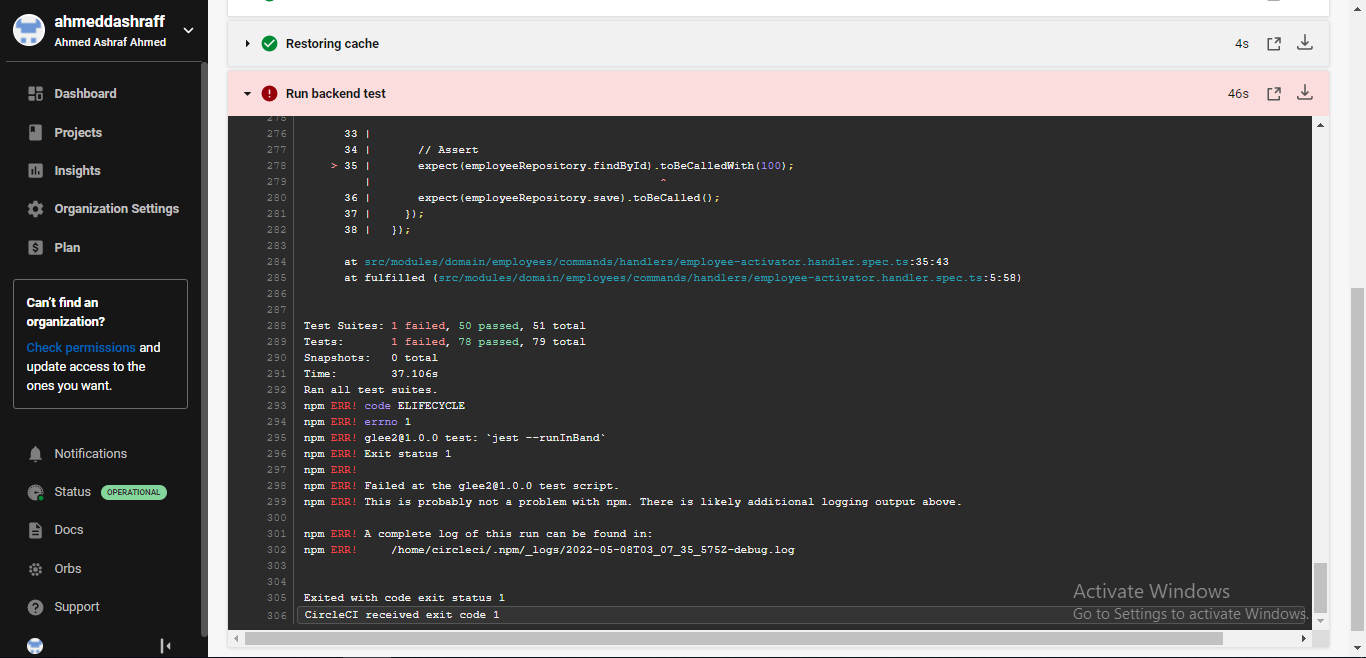 ahmeddashraff
Ahmed Ashraf Ahmed
Dashboard
Projects
Insights
Organization Settings
Plan
Can't find an
organization?
Check permissions and
update access to the
ones you want.
Notifications
Status OPERATIONAL
Docs
Orbs
Support
Restoring cache 4s
Run backend test 46s
275
276 33 |
277 34 | // Assert
278 > 35 | expect(employeeRepository.findById).toBeCalledWith(100);
279 | ^
280 36 | expect(employeeRepository.save).toBeCalled();
281 37 | });
282 38 | });
283
284 at src/modules/domain/employees/commands/handlers/employee-activator.handler.spec.ts:35:43
285 at fulfilled (src/modules/domain/employees/commands/handlers/employee-activator.handler.spec.ts:5:58)
286
287
288 Test Suites: 1 failed, 50 passed, 51 total
289 Tests: 1 failed, 78 passed, 79 total
290 Snapshots: 0 total
291 Time: 37.106s
292 Ran all test suites.
293 npm ERR! code ELIFECYCLE
294 npm ERR! errno 1
295 npm ERR! glee2@1.0.0 test: `jest --runInBand`
296 npm ERR! Exit status 1
297 npm ERR!
298 npm ERR! Failed at the glee2@1.0.0 test script.
299 npm ERR! This is probably not a problem with npm. There is likely additional logging output above.
300
301 npm ERR! A complete log of this run can be found in:
302 npm ERR! /home/circleci/.npm/_logs/2022-05-08T03_07_35_575Z-debug.log
303
304
305 Exited with code exit status 1
306 CircleCI received exit code 1
Activate Windows
Go to Settings to activate Windows.